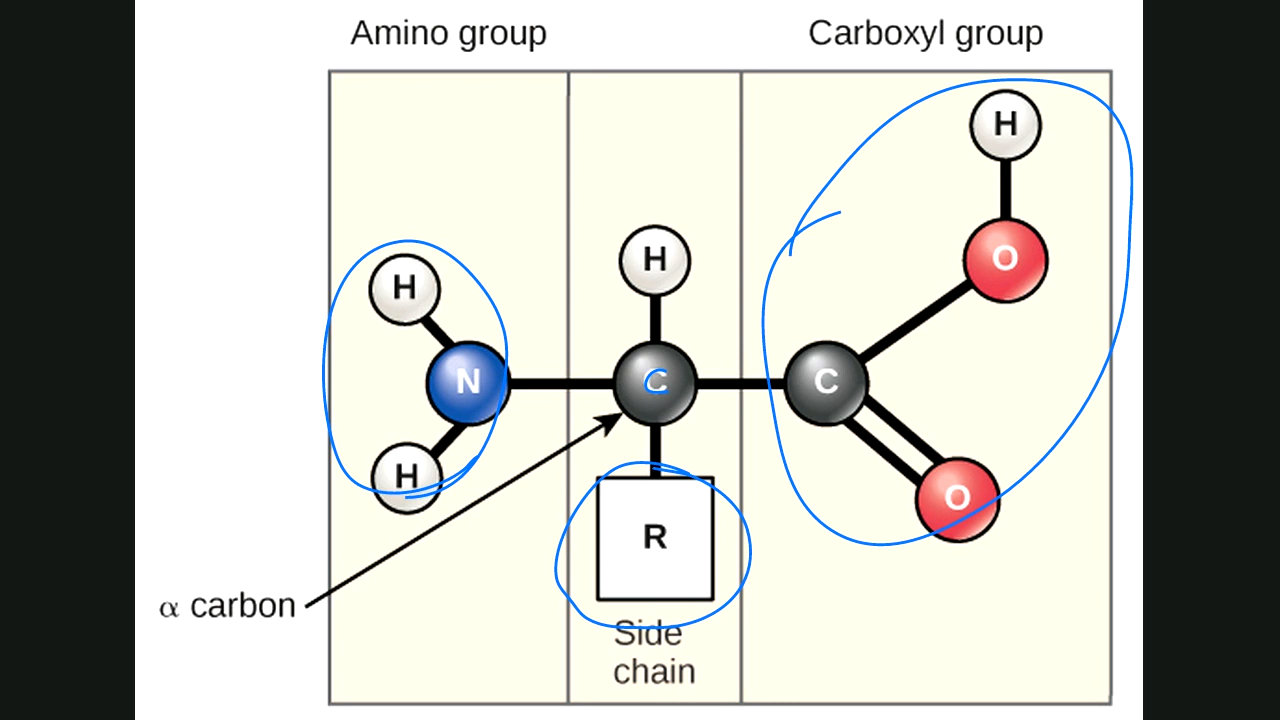 Amino group
Carboxyl group
H
H
H
O
N
C
C
H
O
R
α carbon
Side
chain